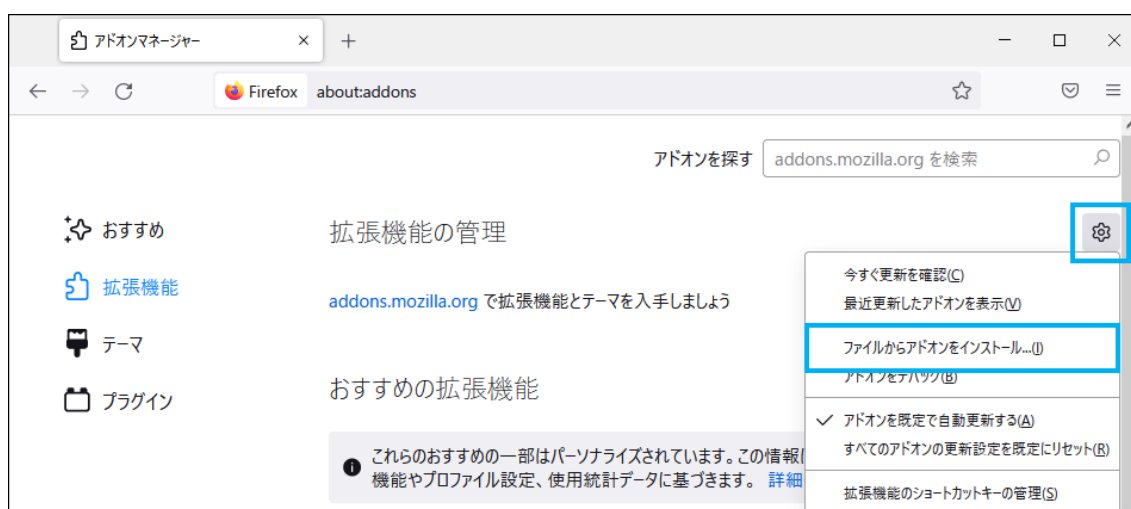 アドオンマネージャー
Firefox about:addons
アドオンを探す addons.mozilla.org を検索
おすすめ
拡張機能
テーマ
プラグイン
拡張機能の管理
addons.mozilla.org で拡張機能とテーマを入手しましょう
おすすめの拡張機能
これらのおすすめの一部はパーソナライズされています。この情報
機能やプロファイル設定、使用統計データに基づきます。 詳細
今すぐ更新を確認(C)
最近更新したアドオンを表示(V)
ファイルからアドオンをインストール...(I)
アドオンをデバッグ(B)
アドオンを既定で自動更新する(A)
すべてのアドオンの更新設定を既定にリセット(R)
拡張機能のショートカットキーの管理(S)